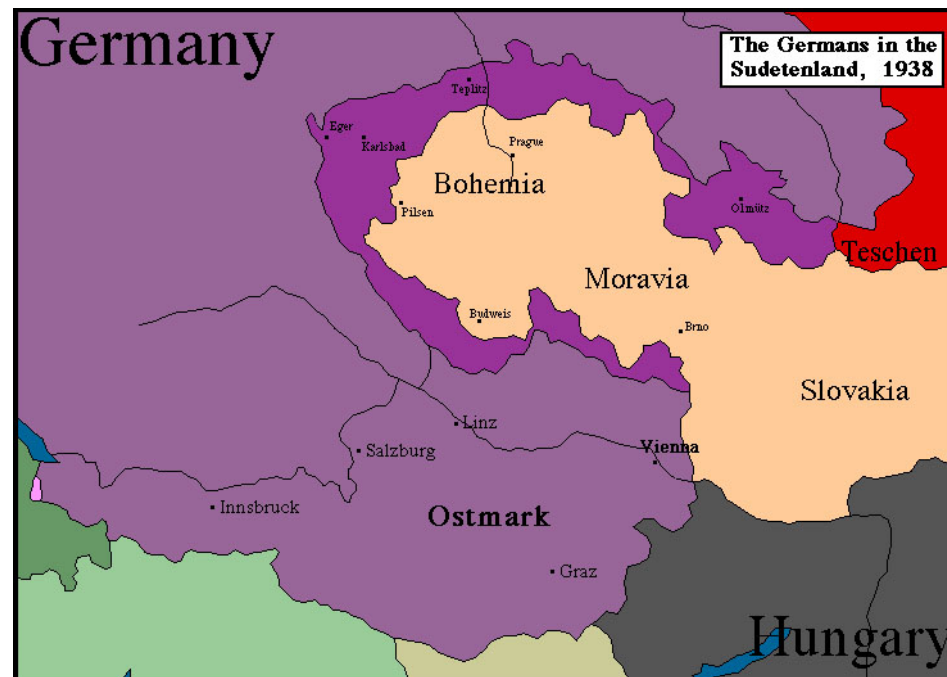 Germany
The Germans in the
Sudetenland, 1938
Teplitz
Eger
Karlsbad
Prague
Bohemia
Pilsen
Olmütz
Teschen
Moravia
Budweis
Brno
Slovakia
Linz
Salzburg
Vienna
Innsbruck
Ostmark
Graz
Hungary